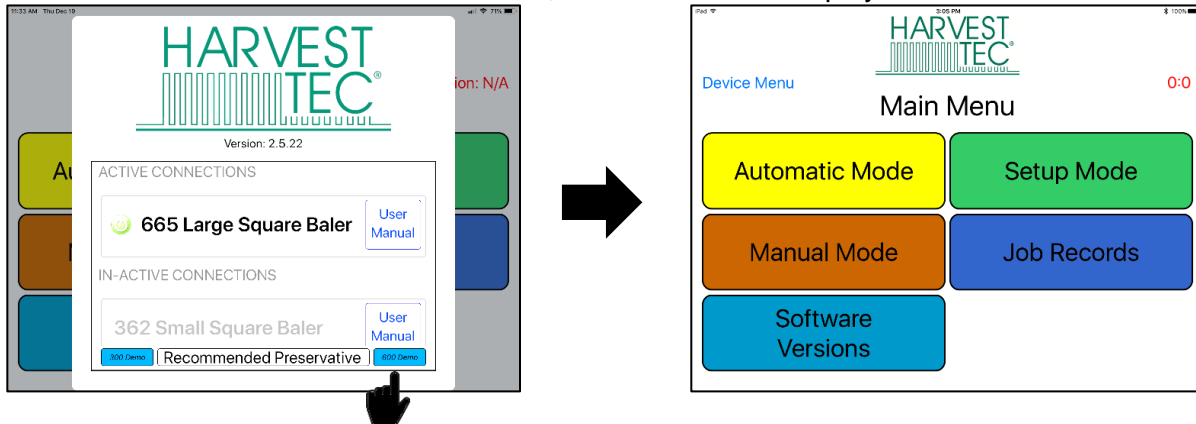 11:33 AM Thu Dec 19
71%
HARVEST
TEC®
ion: N/A
Version: 2.5.22
Au
ACTIVE CONNECTIONS
665 Large Square Baler
User
Manual
IN-ACTIVE CONNECTIONS
362 Small Square Baler
User
Manual
300 Demo
Recommended Preservative
600 Demo
iPad
3:05 PM
100%
HARVEST
TEC®
Device Menu
0:0
Main Menu
Automatic Mode
Setup Mode
Manual Mode
Job Records
Software
Versions